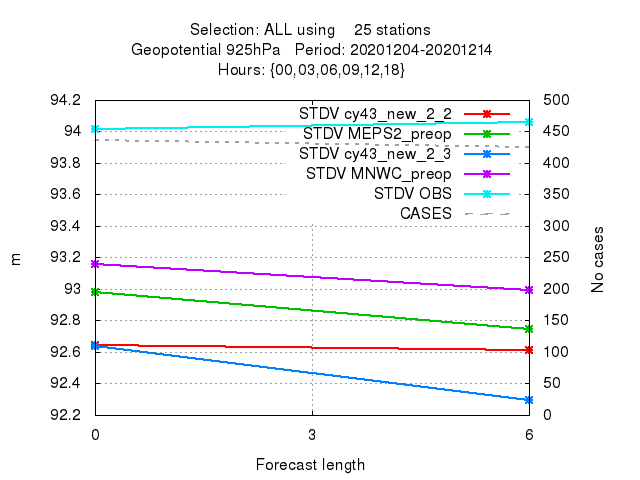 Selection: ALL using    25 stations
Geopotential 925hPa   Period: 20201204-20201214
Hours: {00,03,06,09,12,18}
94.2
94
93.8
93.6
93.4
93.2
93
92.8
92.6
92.4
92.2
m
STDV cy43_new_2_2
STDV MEPS2_preop
STDV cy43_new_2_3
STDV MNWC_preop
STDV OBS
CASES
500
450
400
350
300
250
200
150
100
50
0
No cases
0 3 6
Forecast length